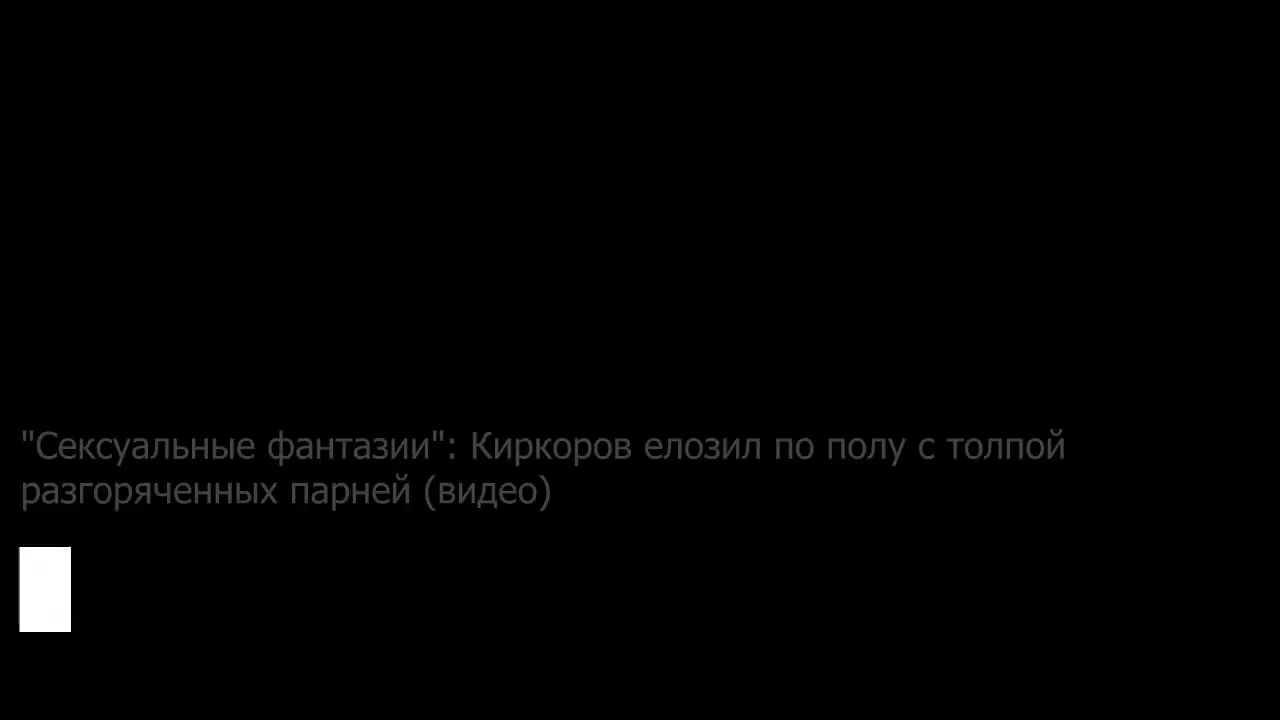 "Сексуальные фантазии": Киркоров елозил по полу с толпой
разгоряченных парней (видео)